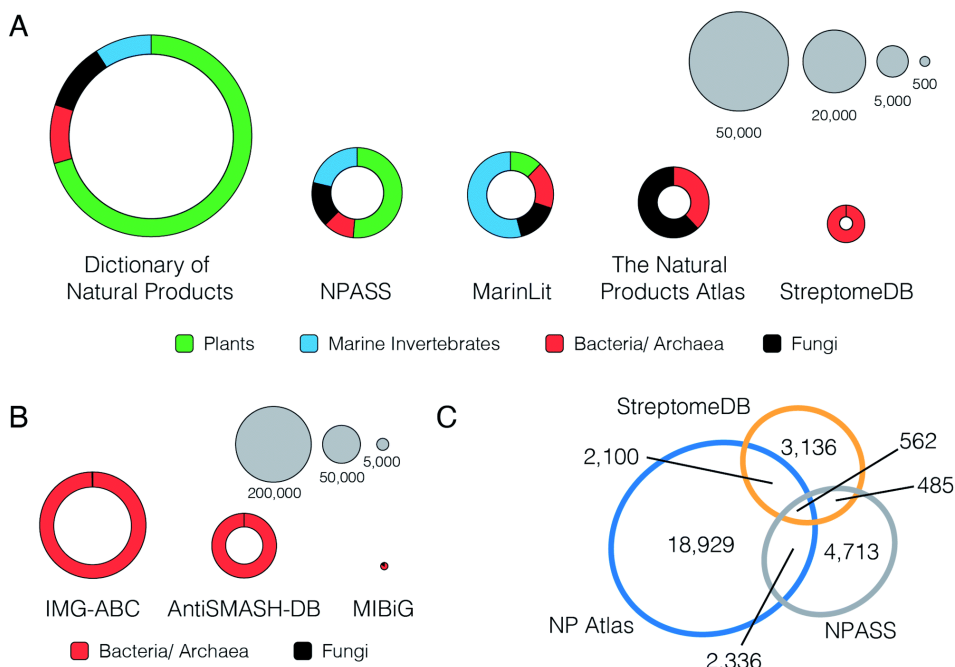 A
50,000
20,000
5,000
500
Dictionary of
Natural Products
NPASS
MarinLit
The Natural
Products Atlas
StreptomeDB
Plants
Marine Invertebrates
Bacteria/ Archaea
Fungi
B
200,000
50,000
5,000
IMG-ABC
AntiSMASH-DB
MIBiG
Bacteria/ Archaea
Fungi
C
StreptomeDB
2,100
3,136
562
485
18,929
4,713
NP Atlas
NPASS
2,336